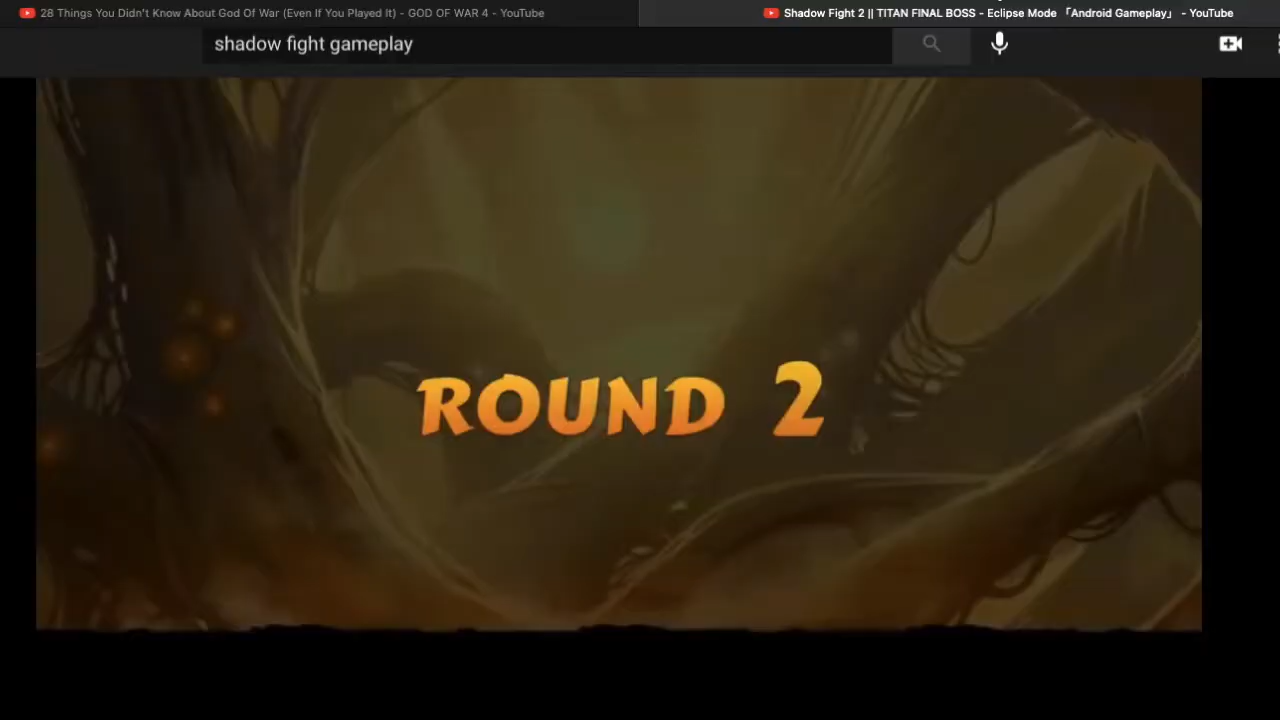 28 Things You Didn't Know About God Of War (Even If You Played It) - GOD OF WAR 4 - YouTube
Shadow Fight 2 || TITAN FINAL BOSS - Eclipse Mode 「Android Gameplay」 - YouTube
shadow fight gameplay
ROUND 2